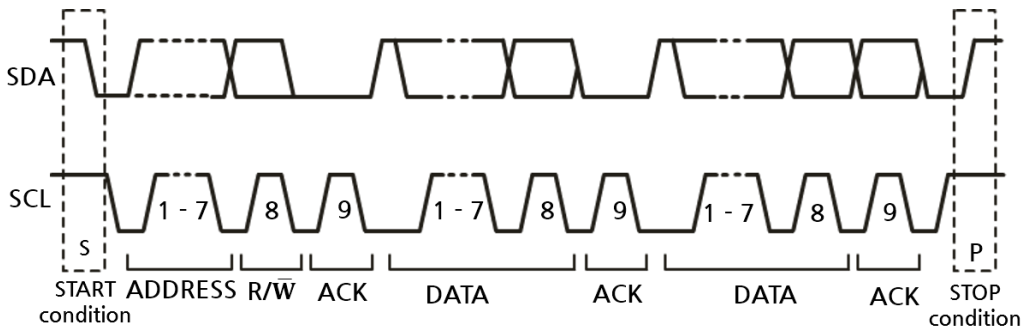 SDA
SCL
1 - 7 8 9 1 - 7 8 9 1 - 7 8 9
S P
START condition
ADDRESS R/W̅ ACK DATA ACK DATA ACK
STOP condition